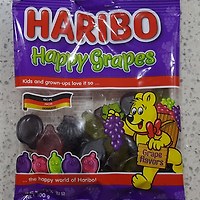 HARIBO
Happy Grapes
Kids and grown-ups love it so ...
Grape
flavors
... the happy world of Haribo!